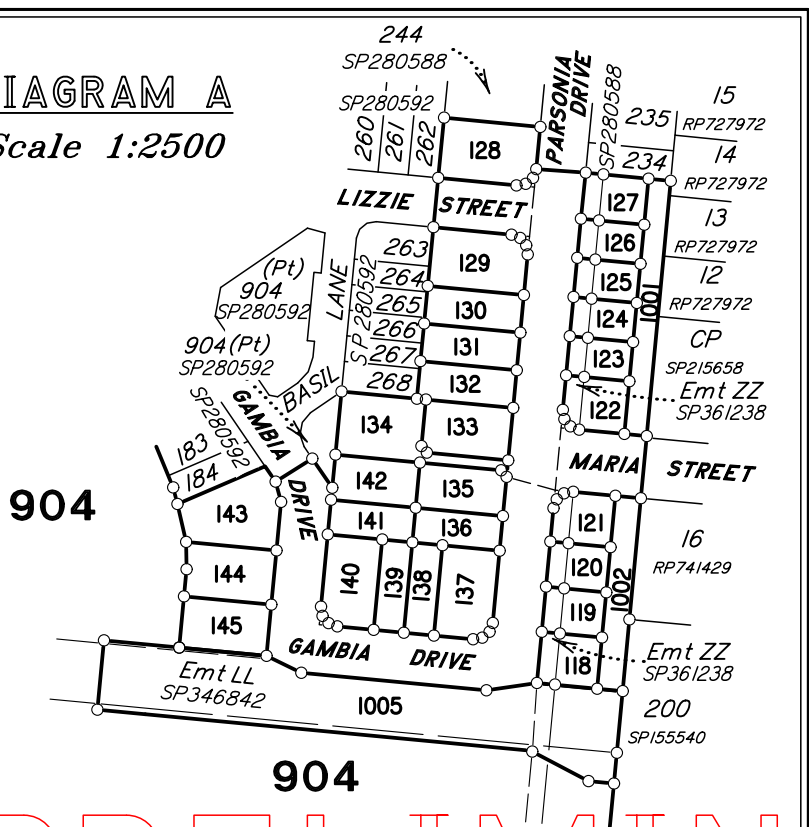 IAGRAM A
Scale 1:2500
244
SP280588
SP280592
260
261
262
128
PARSONIA
DRIVE
SP280588
235
234
15
RP727972
14
RP727972
13
RP727972
12
RP727972
CP
SP215658
Emt ZZ
SP361238
LIZZIE STREET
127
126
125
124
123
122
1001
263
264
265
266
267
268
SP280592
LANE
BASIL
129
130
131
132
133
134
(Pt)
904
SP280592
904(Pt)
SP280592
SP280592
GAMBIA
DRIVE
183
184
904
143
144
145
142
141
135
136
140
139
138
137
MARIA STREET
121
120
119
118
1002
16
RP741429
Emt ZZ
SP361238
GAMBIA DRIVE
Emt LL
SP346842
1005
200
SP155540
904